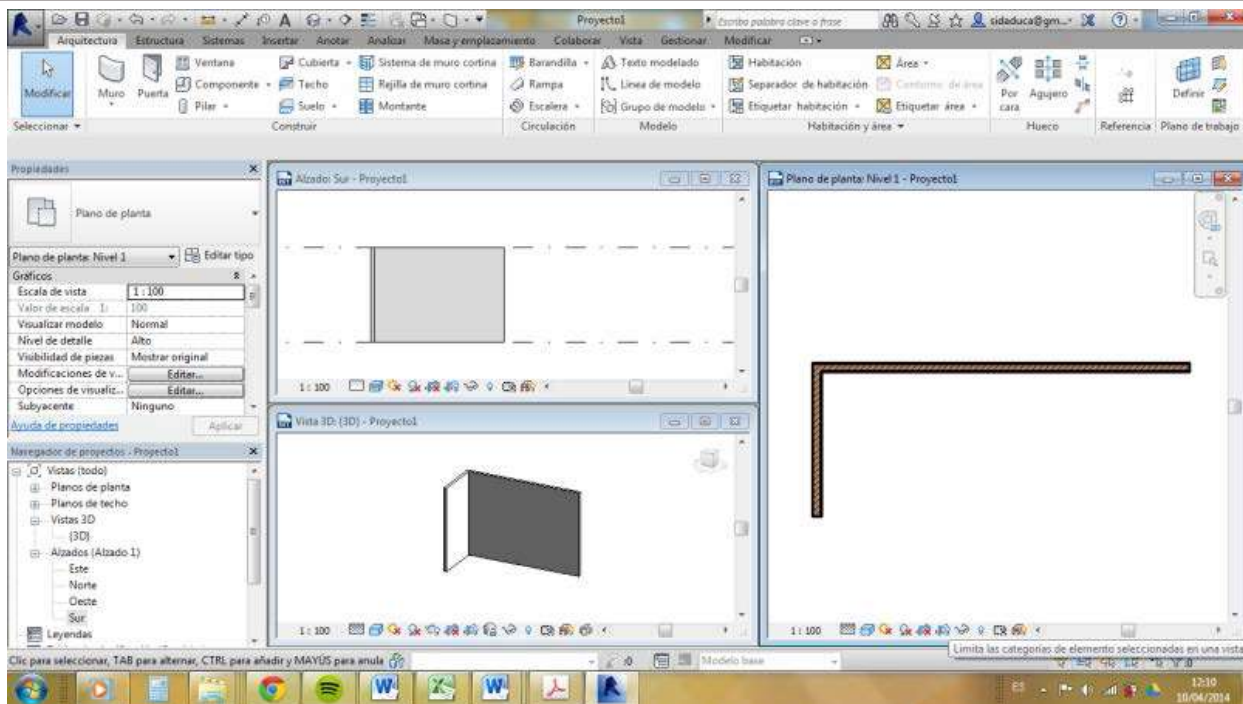 Proyecto1
Escriba palabra clave o frase
sidaduca@gm...
Arquitectura Estructura Sistemas Insertar Anotar Analizar Masa y emplazamiento Colaborar Vista Gestionar Modificar
Modificar
Muro
Puerta
Ventana
Componente
Pilar
Cubierta
Techo
Suelo
Sistema de muro cortina
Rejilla de muro cortina
Montante
Barandilla
Rampa
Escalera
Texto modelado
Línea de modelo
Grupo de modelo
Habitación
Separador de habitación
Etiquetar habitación
Área
Contorno de área
Etiquetar área
Por cara
Agujero
Definir
Seleccionar Construir Circulación Modelo Habitación y área Hueco Referencia Plano de trabajo
Propiedades
Plano de planta
Plano de planta: Nivel 1
Editar tipo
Gráficos
Escala de vista 1 : 100
Valor de escala 1: 100
Visualizar modelo Normal
Nivel de detalle Alto
Visibilidad de piezas Mostrar original
Modificaciones de v... Editar...
Opciones de visualiz... Editar...
Subyacente Ninguno
Ayuda de propiedades
Aplicar
Navegador de proyectos - Proyecto1
Vistas (todo)
Planos de planta
Planos de techo
Vistas 3D
{3D}
Alzados (Alzado 1)
Este
Norte
Oeste
Sur
Leyendas
Alzado: Sur - Proyecto1
1 : 100
Vista 3D: {3D} - Proyecto1
1 : 100
Plano de planta: Nivel 1 - Proyecto1
1 : 100
Limita las categorías de elemento seleccionadas en una vista
Clic para seleccionar, TAB para alternar, CTRL para añadir y MAYÚS para anula
:0
Modelo base
:0
ES
12:10
10/04/2014